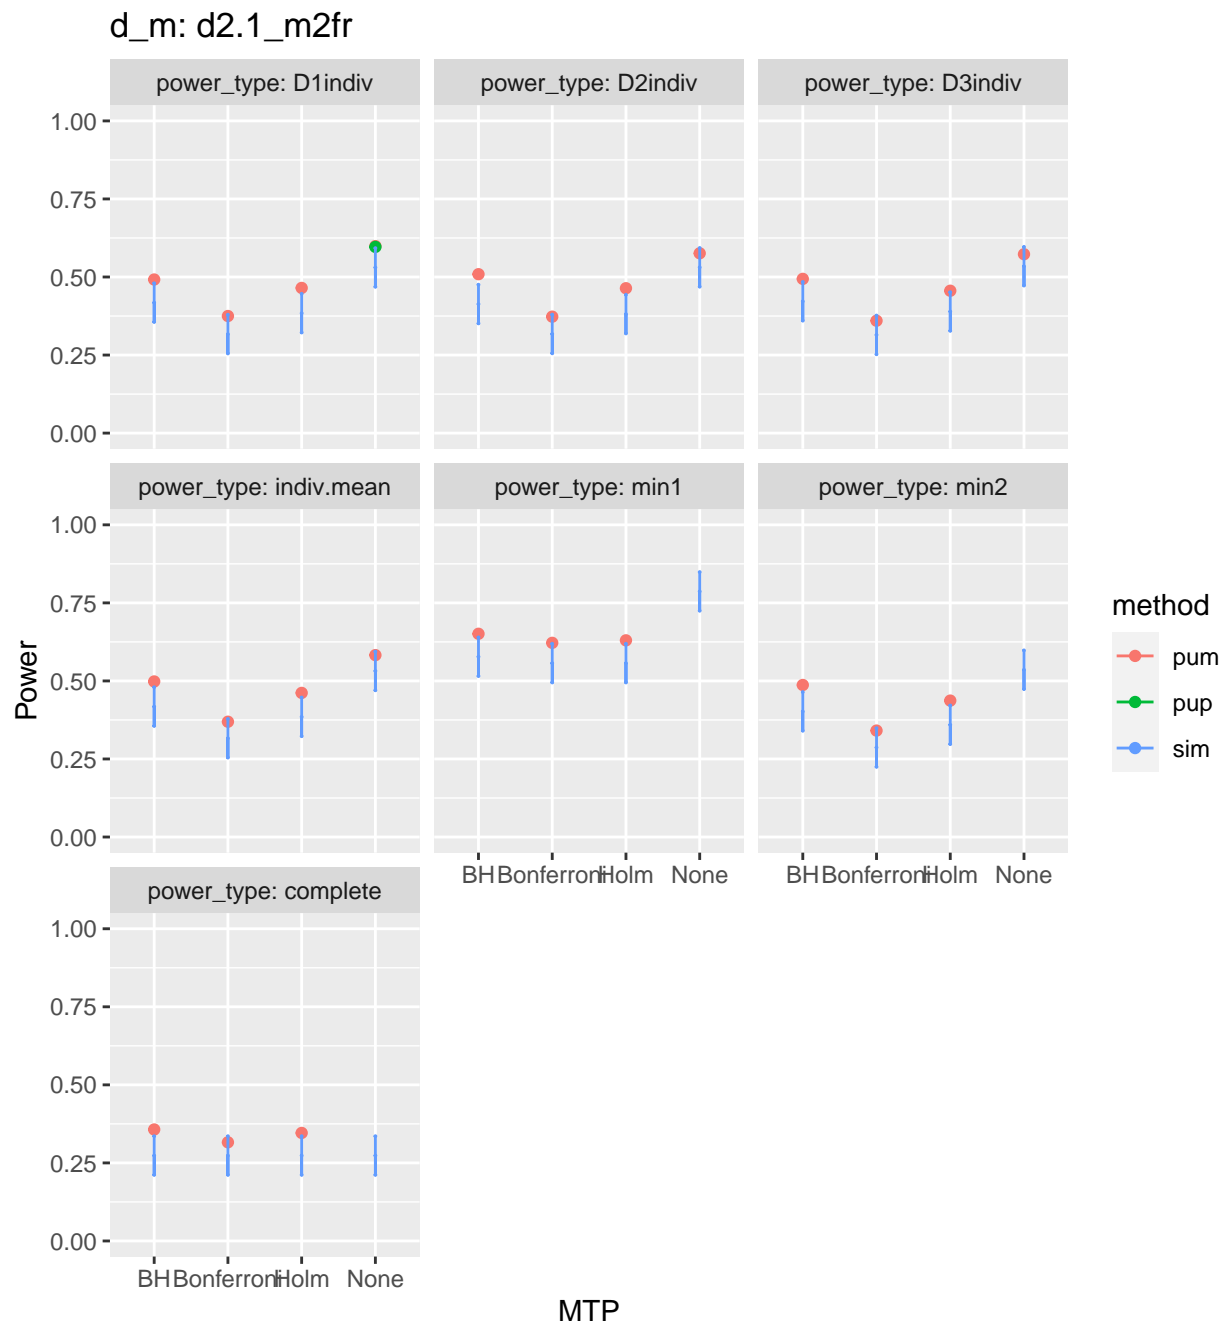 d_m: d2.1_m2fr
power_type: D1indiv
power_type: D2indiv
power_type: D3indiv
1.00
0.75
0.50
0.25
0.00
power_type: indiv.mean
power_type: min1
power_type: min2
1.00
0.75
0.50
0.25
0.00
BH Bonferroni Holm None
BH Bonferroni Holm None
power_type: complete
1.00
0.75
0.50
0.25
0.00
BH Bonferroni Holm None
Power
MTP
method
pum
pup
sim